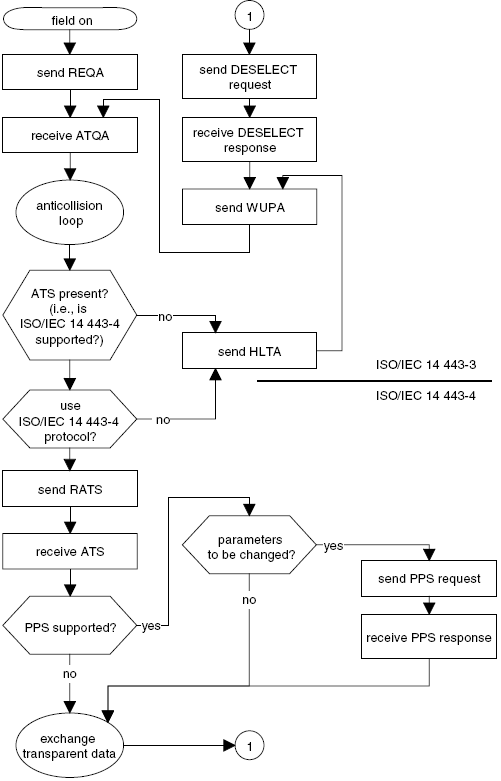 field on
1
send REQA
send DESELECT
request
receive ATQA
receive DESELECT
response
anticollision
loop
send WUPA
ATS present?
(i.e., is
ISO/IEC 14 443-4
supported?)
no
send HLTA
ISO/IEC 14 443-3
ISO/IEC 14 443-4
use
ISO/IEC 14 443-4
protocol?
no
send RATS
receive ATS
parameters
to be changed?
yes
send PPS request
no
PPS supported?
yes
receive PPS response
no
exchange
transparent data
1